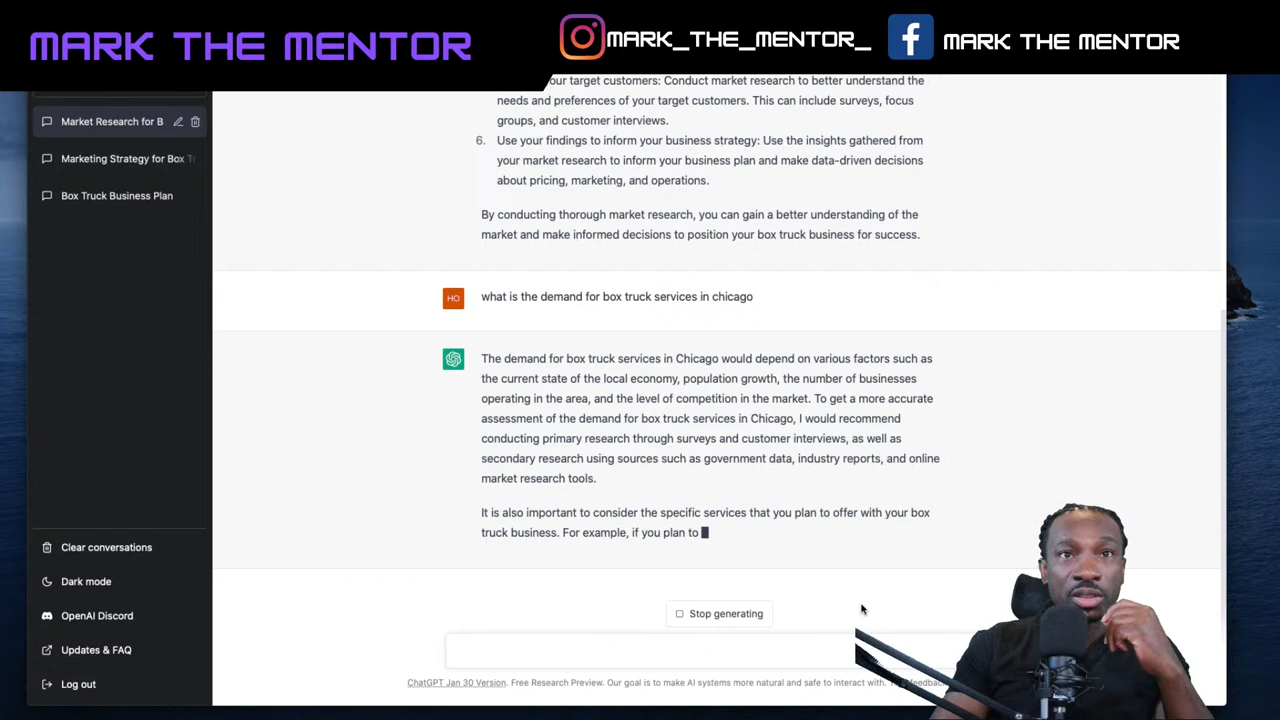 MARK THE MENTOR
MARK_THE_MENTOR_
f MARK THE MENTOR
your target customers: Conduct market research to better understand the
needs and preferences of your target customers. This can include surveys, focus
groups, and customer interviews.
6. Use your findings to inform your business strategy: Use the insights gathered from
your market research to inform your business plan and make data-driven decisions
about pricing, marketing, and operations.
By conducting thorough market research, you can gain a better understanding of the
market and make informed decisions to position your box truck business for success.
Market Research for B
Marketing Strategy for Box Tr
Box Truck Business Plan
HO
what is the demand for box truck services in chicago
The demand for box truck services in Chicago would depend on various factors such as
the current state of the local economy, population growth, the number of businesses
operating in the area, and the level of competition in the market. To get a more accurate
assessment of the demand for box truck services in Chicago, I would recommend
conducting primary research through surveys and customer interviews, as well as
secondary research using sources such as government data, industry reports, and online
market research tools.
It is also important to consider the specific services that you plan to offer with your box
truck business. For example, if you plan to
Clear conversations
Dark mode
OpenAI Discord
Updates & FAQ
Log out
Stop generating
ChatGPT Jan 30 Version. Free Research Preview. Our goal is to make AI systems more natural and safe to interact with.